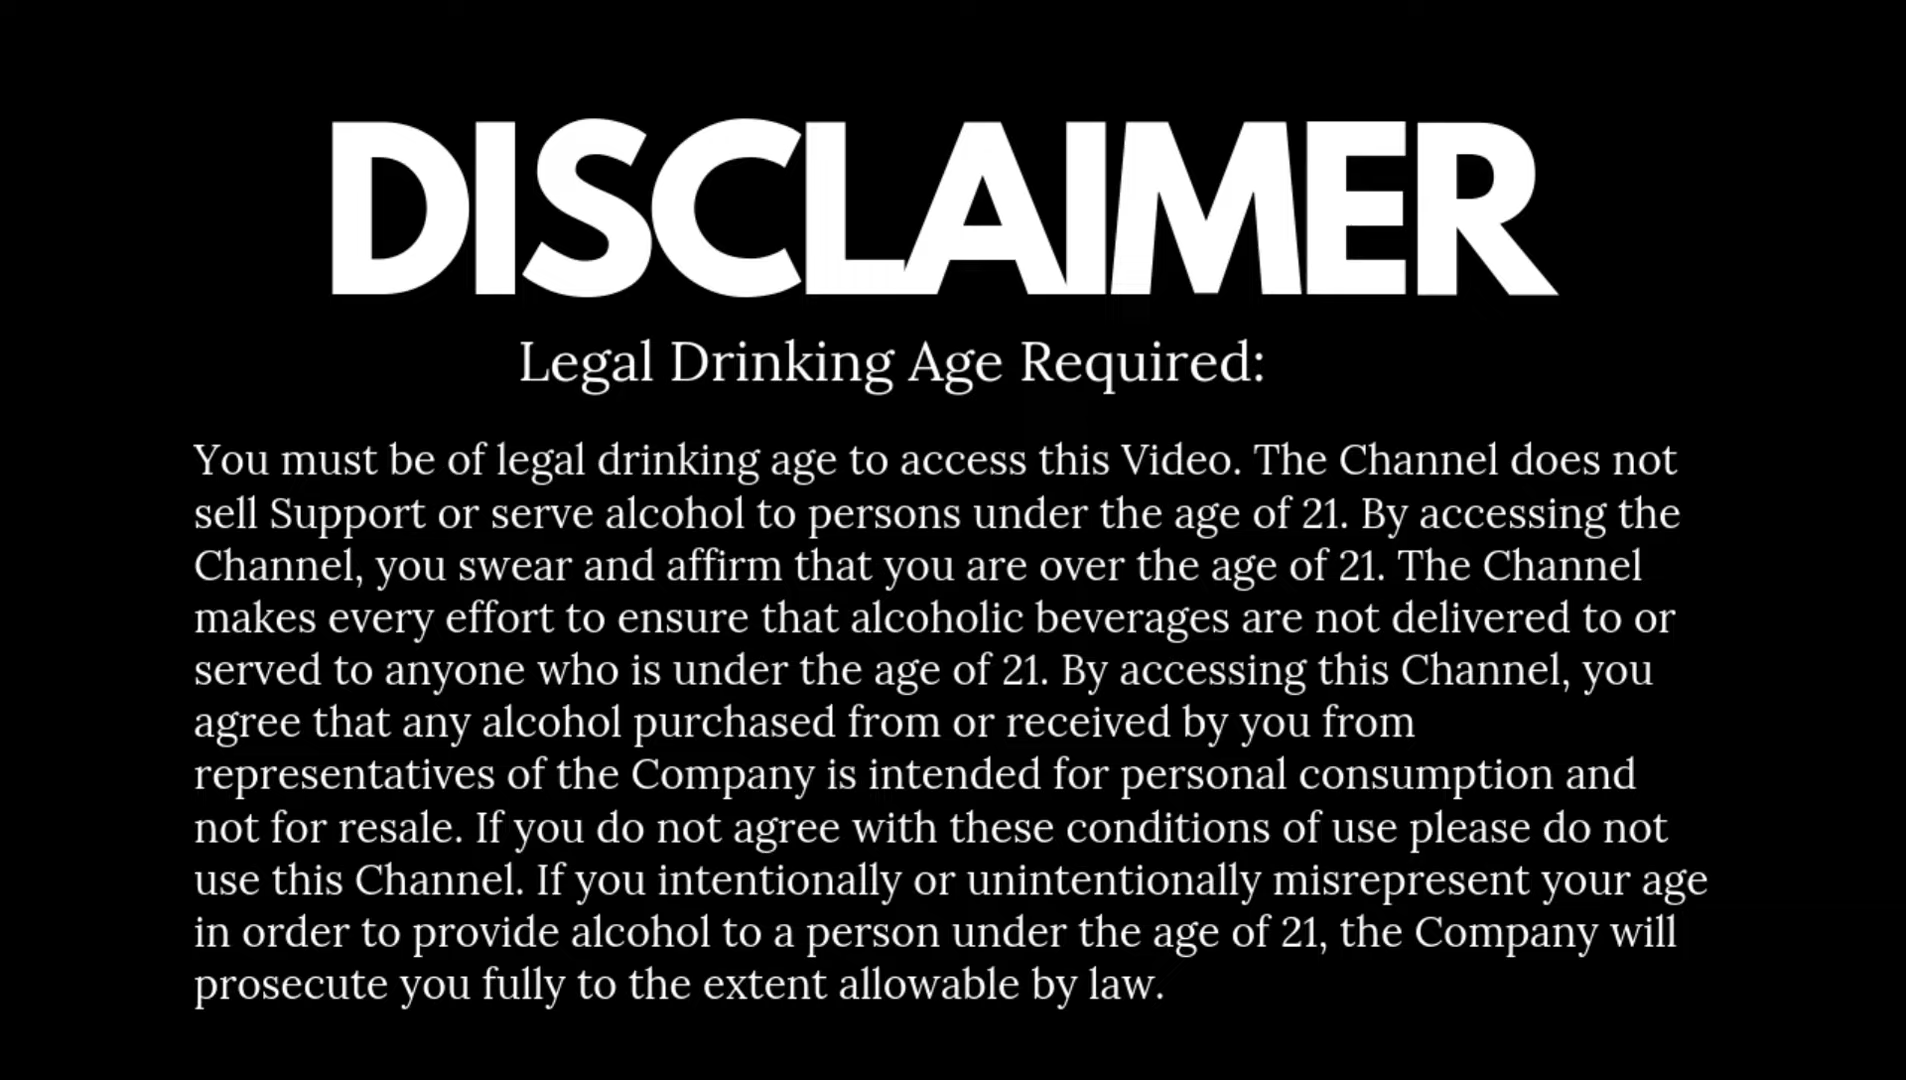 DISCLAIMER
Legal Drinking Age Required:
You must be of legal drinking age to access this Video. The Channel does not
sell Support or serve alcohol to persons under the age of 21. By accessing the
Channel, you swear and affirm that you are over the age of 21. The Channel
makes every effort to ensure that alcoholic beverages are not delivered to or
served to anyone who is under the age of 21. By accessing this Channel, you
agree that any alcohol purchased from or received by you from
representatives of the Company is intended for personal consumption and
not for resale. If you do not agree with these conditions of use please do not
use this Channel. If you intentionally or unintentionally misrepresent your age
in order to provide alcohol to a person under the age of 21, the Company will
prosecute you fully to the extent allowable by law.